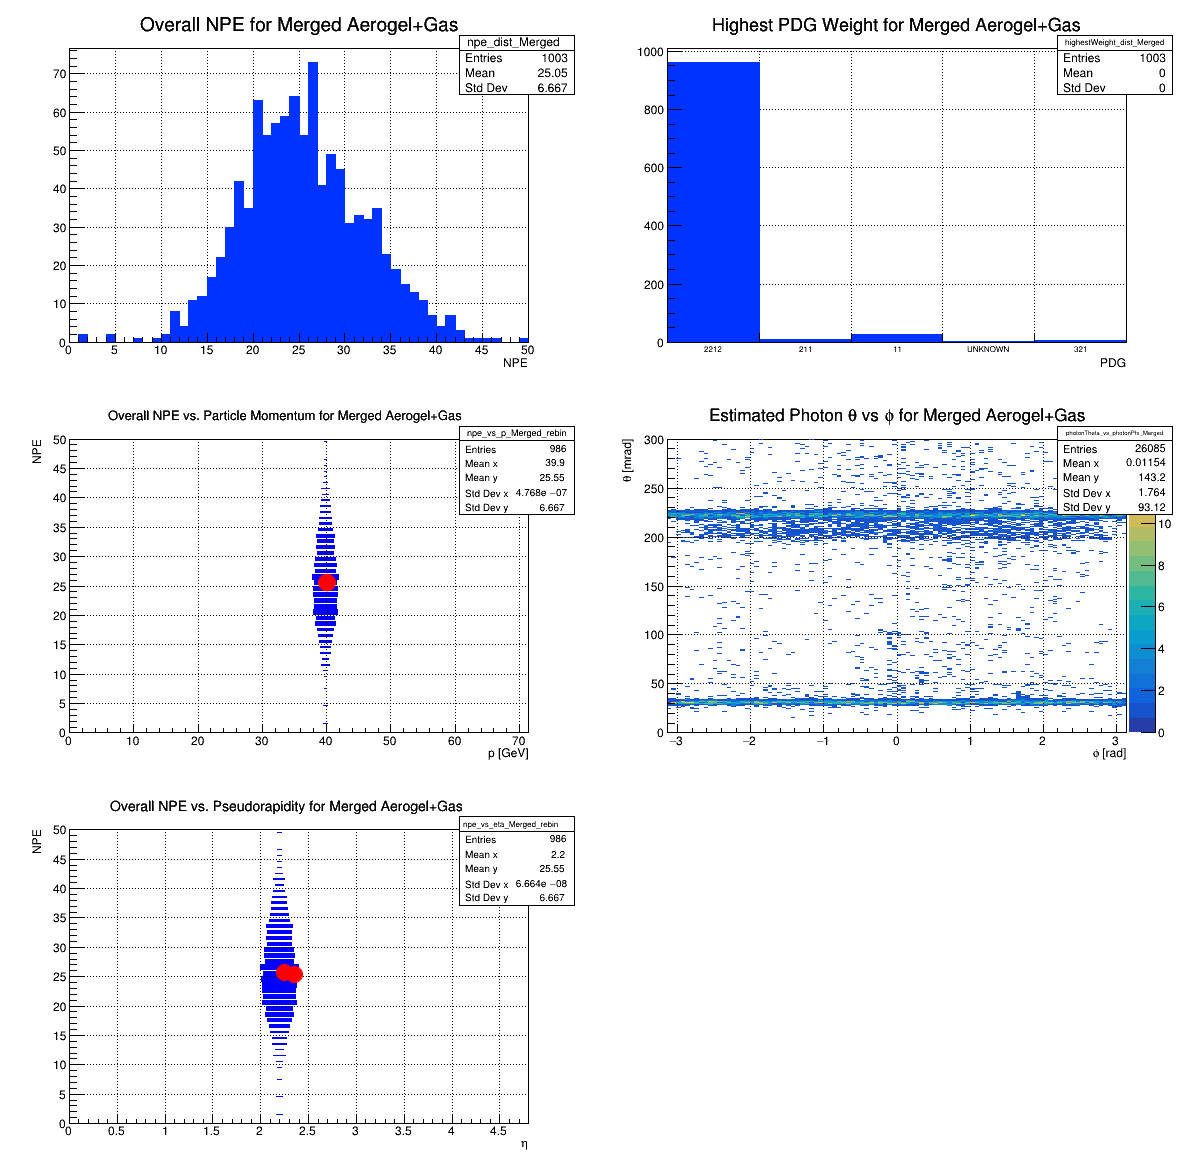 Overall NPE for Merged Aerogel+Gas
npe_dist_Merged
Entries 1003
Mean 25.05
Std Dev 6.667
70
60
50
40
30
20
10
0
0 5 10 15 20 25 30 35 40 45 50
NPE
Highest PDG Weight for Merged Aerogel+Gas
highestWeight_dist_Merged
Entries 1003
Mean 0
Std Dev 0
1000
800
600
400
200
0
2212 211 11 UNKNOWN 321
PDG
Overall NPE vs. Particle Momentum for Merged Aerogel+Gas
npe_vs_p_Merged_rebin
Entries 986
Mean x 39.9
Mean y 25.55
Std Dev x 4.768e −07
Std Dev y 6.667
NPE
50
45
40
35
30
25
20
15
10
5
0
0 10 20 30 40 50 60 70
p [GeV]
Estimated Photon θ vs ϕ for Merged Aerogel+Gas
photonTheta_vs_photonPhi_Merged
Entries 26085
Mean x 0.01154
Mean y 143.2
Std Dev x 1.764
Std Dev y 93.12
θ [mrad]
300
250
200
150
100
50
0
−3 −2 −1 0 1 2 3
ϕ [rad]
10
8
6
4
2
0
Overall NPE vs. Pseudorapidity for Merged Aerogel+Gas
npe_vs_eta_Merged_rebin
Entries 986
Mean x 2.2
Mean y 25.55
Std Dev x 6.664e −08
Std Dev y 6.667
NPE
50
45
40
35
30
25
20
15
10
5
0
0 0.5 1 1.5 2 2.5 3 3.5 4 4.5
η